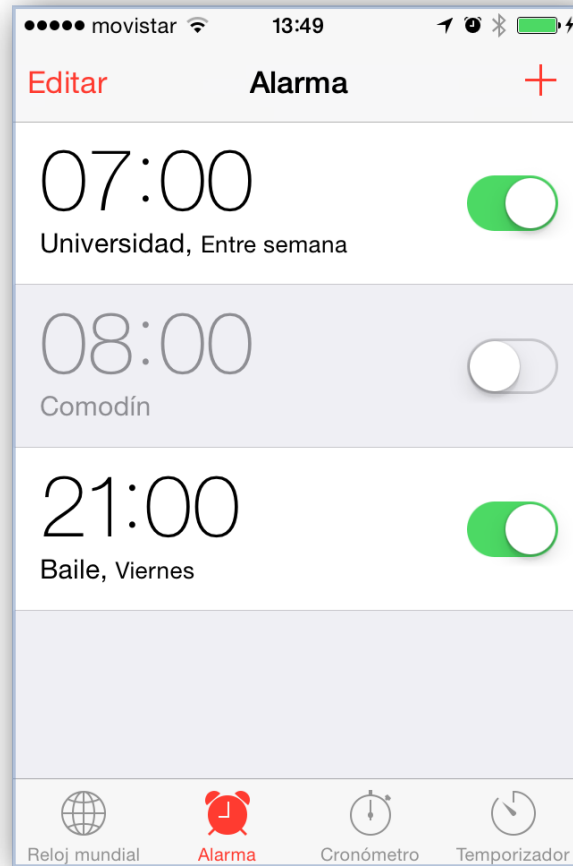 movistar 13:49
Editar Alarma
07:00
Universidad, Entre semana
08:00
Comodín
21:00
Baile, Viernes
Reloj mundial Alarma Cronómetro Temporizador